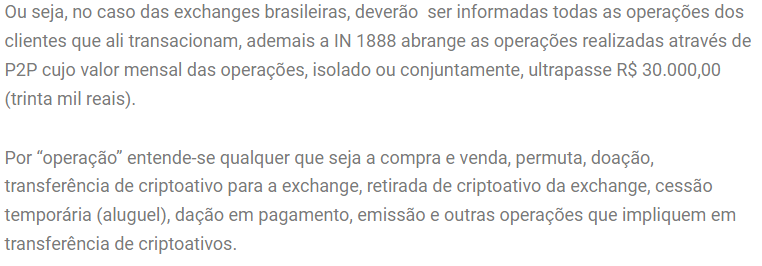 Ou seja, no caso das exchanges brasileiras, deverão  ser informadas todas as operações dos
clientes que ali transacionam, ademais a IN 1888 abrange as operações realizadas através de
P2P cujo valor mensal das operações, isolado ou conjuntamente, ultrapasse R$ 30.000,00
(trinta mil reais).
Por “operação” entende-se qualquer que seja a compra e venda, permuta, doação,
transferência de criptoativo para a exchange, retirada de criptoativo da exchange, cessão
temporária (aluguel), dação em pagamento, emissão e outras operações que impliquem em
transferência de criptoativos.